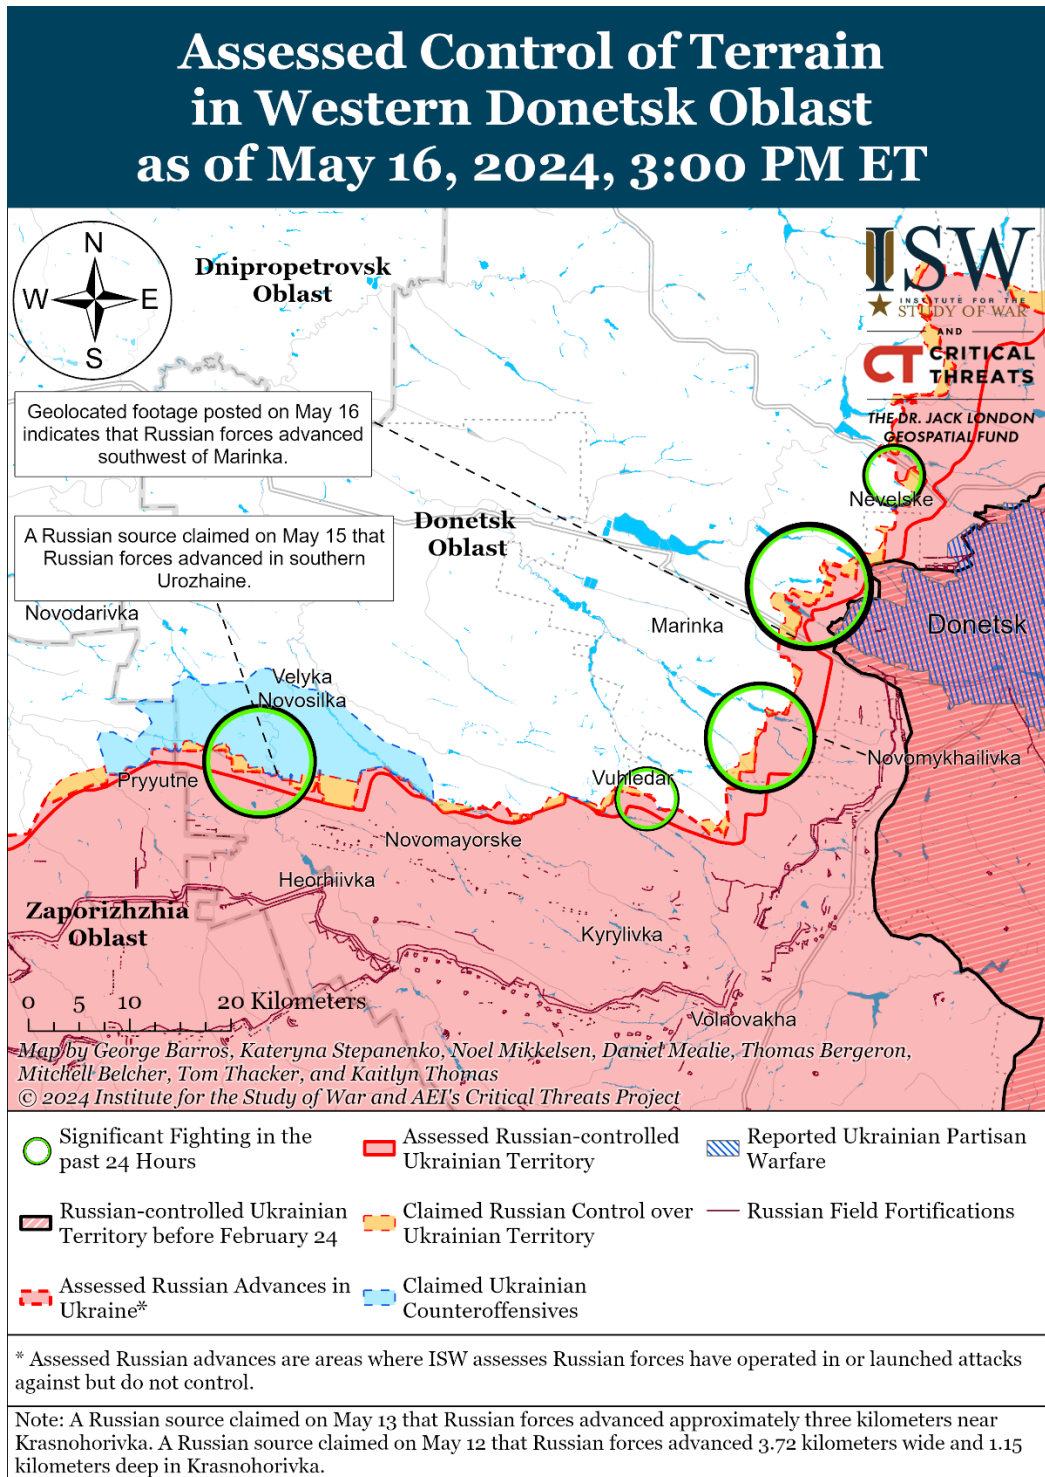 Assessed Control of Terrain
in Western Donetsk Oblast
as of May 16, 2024, 3:00 PM ET
N
W
E
S
Dnipropetrovsk
Oblast
ISW
INSTITUTE FOR THE
STUDY OF WAR
AND
CT CRITICAL
THREATS
THE DR. JACK LONDON
GEOSPATIAL FUND
Geolocated footage posted on May 16
indicates that Russian forces advanced
southwest of Marinka.
Nevelske
Donetsk
Oblast
A Russian source claimed on May 15 that
Russian forces advanced in southern
Urozhaine.
Novodarivka
Marinka
Donetsk
Velyka
Novosilka
Pryyutne
Vuhledar
Novomykhailivka
Novomayorske
Heorhiivka
Zaporizhzhia
Oblast
Kyrylivka
Volnovakha
0 5 10 20 Kilometers
Map by George Barros, Kateryna Stepanenko, Noel Mikkelsen, Daniel Mealie, Thomas Bergeron,
Mitchell Belcher, Tom Thacker, and Kaitlyn Thomas
© 2024 Institute for the Study of War and AEI's Critical Threats Project
Significant Fighting in the
past 24 Hours
Assessed Russian-controlled
Ukrainian Territory
Reported Ukrainian Partisan
Warfare
Russian-controlled Ukrainian
Territory before February 24
Claimed Russian Control over
Ukrainian Territory
Russian Field Fortifications
Assessed Russian Advances in
Ukraine*
Claimed Ukrainian
Counteroffensives
* Assessed Russian advances are areas where ISW assesses Russian forces have operated in or launched attacks
against but do not control.
Note: A Russian source claimed on May 13 that Russian forces advanced approximately three kilometers near
Krasnohorivka. A Russian source claimed on May 12 that Russian forces advanced 3.72 kilometers wide and 1.15
kilometers deep in Krasnohorivka.